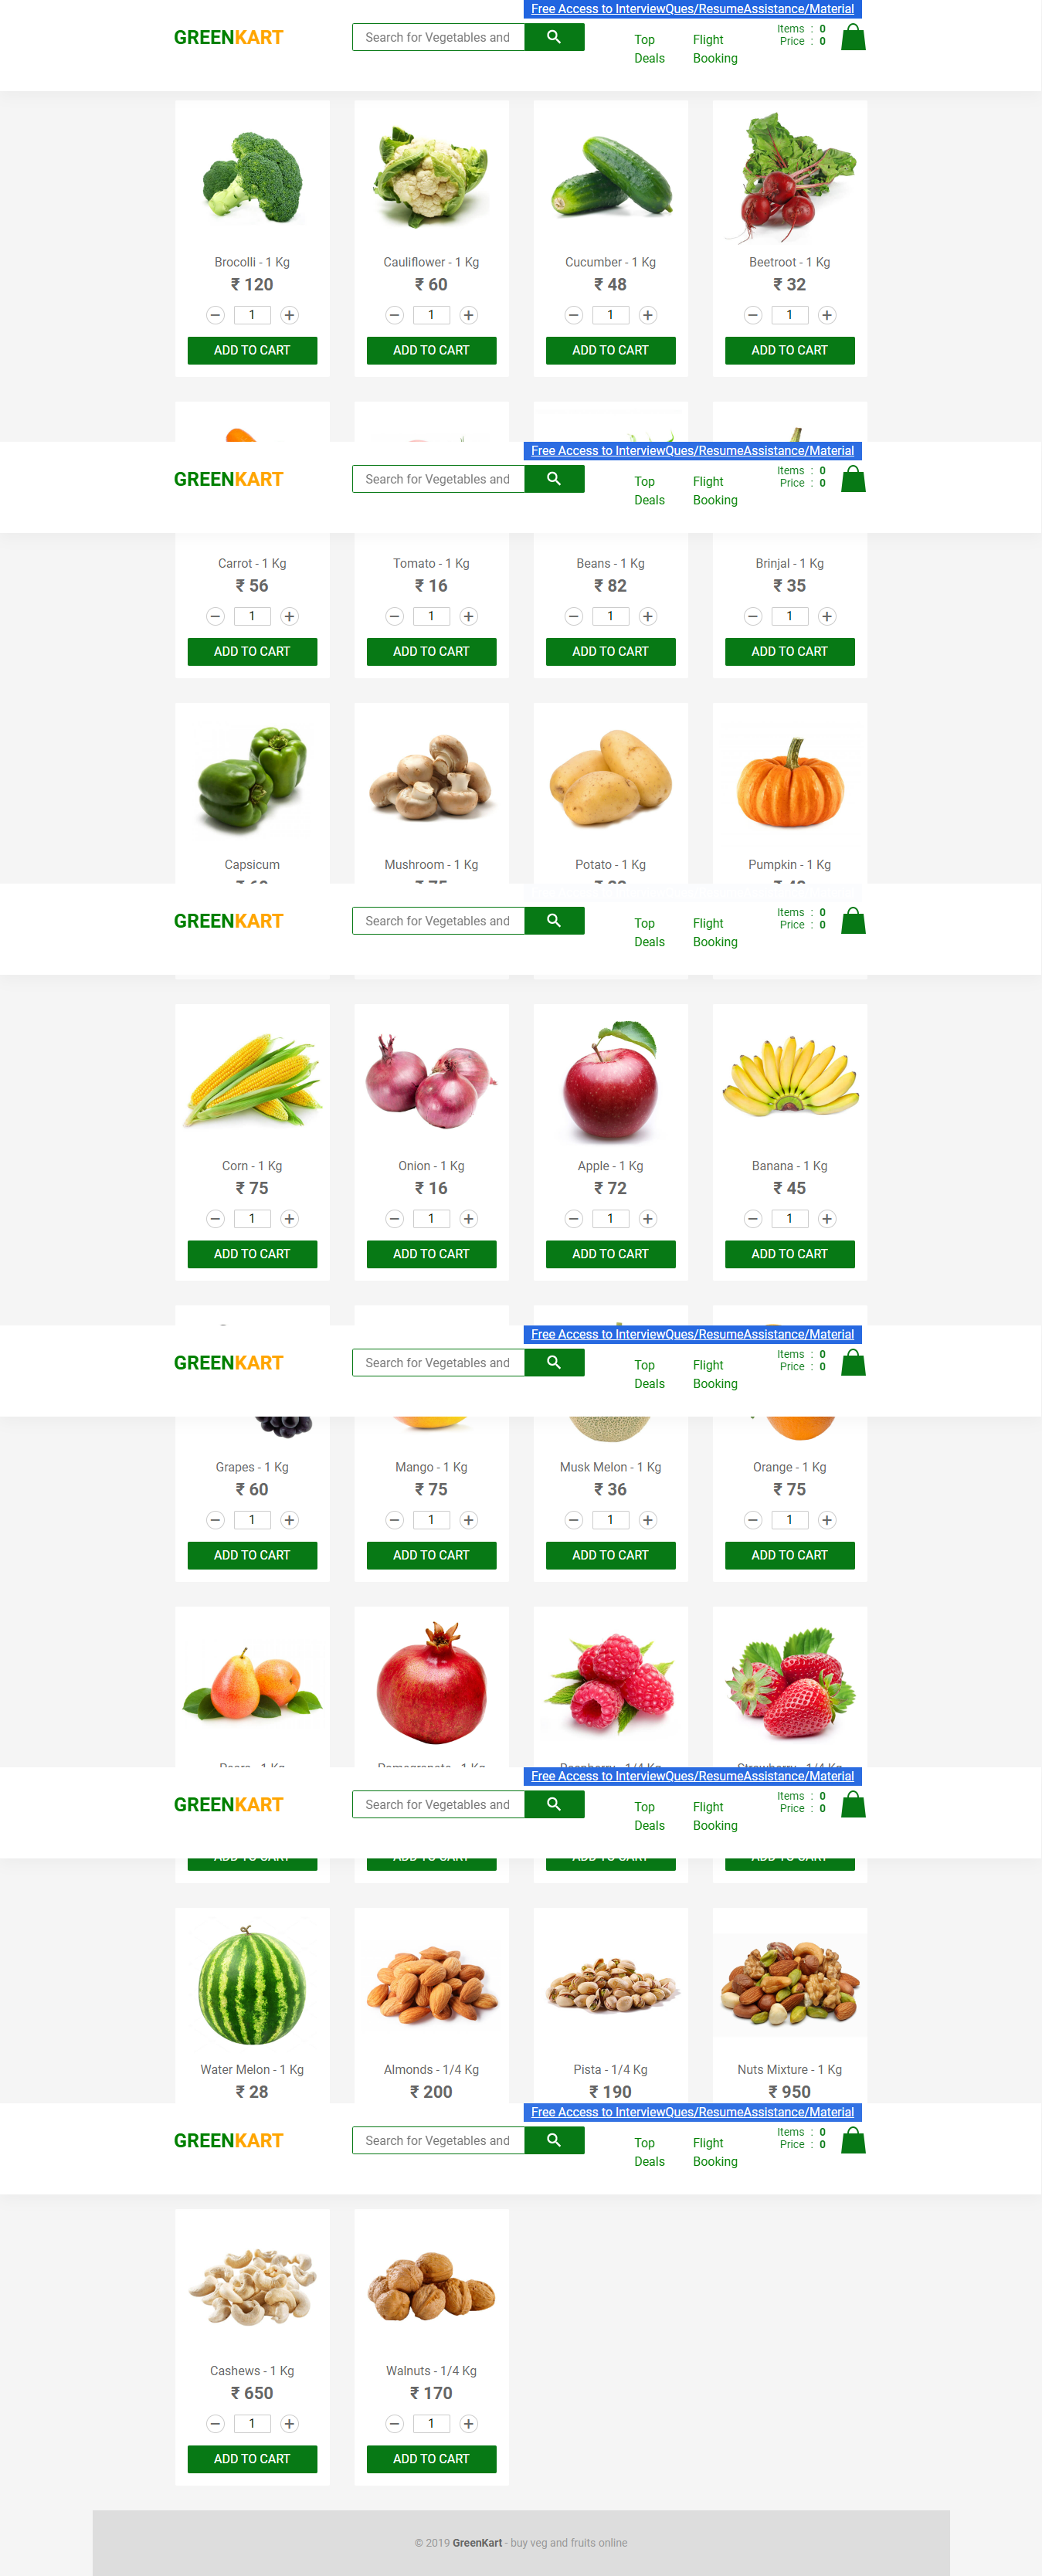 Free Access to InterviewQues/ResumeAssistance/Material
GREENKART
Search for Vegetables and
Top Deals
Flight Booking
Items : 0
Price : 0
Brocolli - 1 Kg
₹ 120
1
ADD TO CART
Cauliflower - 1 Kg
₹ 60
1
ADD TO CART
Cucumber - 1 Kg
₹ 48
1
ADD TO CART
Beetroot - 1 Kg
₹ 32
1
ADD TO CART
Free Access to InterviewQues/ResumeAssistance/Material
GREENKART
Search for Vegetables and
Top Deals
Flight Booking
Items : 0
Price : 0
Carrot - 1 Kg
₹ 56
1
ADD TO CART
Tomato - 1 Kg
₹ 16
1
ADD TO CART
Beans - 1 Kg
₹ 82
1
ADD TO CART
Brinjal - 1 Kg
₹ 35
1
ADD TO CART
Capsicum
Mushroom - 1 Kg
Potato - 1 Kg
Pumpkin - 1 Kg
GREENKART
Search for Vegetables and
Top Deals
Flight Booking
Items : 0
Price : 0
Corn - 1 Kg
₹ 75
1
ADD TO CART
Onion - 1 Kg
₹ 16
1
ADD TO CART
Apple - 1 Kg
₹ 72
1
ADD TO CART
Banana - 1 Kg
₹ 45
1
ADD TO CART
Free Access to InterviewQues/ResumeAssistance/Material
GREENKART
Search for Vegetables and
Top Deals
Flight Booking
Items : 0
Price : 0
Grapes - 1 Kg
₹ 60
1
ADD TO CART
Mango - 1 Kg
₹ 75
1
ADD TO CART
Musk Melon - 1 Kg
₹ 36
1
ADD TO CART
Orange - 1 Kg
₹ 75
1
ADD TO CART
Free Access to InterviewQues/ResumeAssistance/Material
GREENKART
Search for Vegetables and
Top Deals
Flight Booking
Items : 0
Price : 0
Water Melon - 1 Kg
₹ 28
Almonds - 1/4 Kg
₹ 200
Pista - 1/4 Kg
₹ 190
Nuts Mixture - 1 Kg
₹ 950
Free Access to InterviewQues/ResumeAssistance/Material
GREENKART
Search for Vegetables and
Top Deals
Flight Booking
Items : 0
Price : 0
Cashews - 1 Kg
₹ 650
1
ADD TO CART
Walnuts - 1/4 Kg
₹ 170
1
ADD TO CART
© 2019 GreenKart - buy veg and fruits online